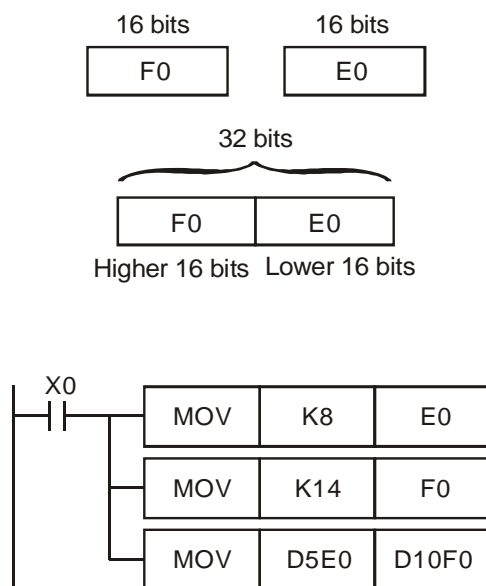 16 bits 16 bits
F0 E0
32 bits
F0 E0
Higher 16 bits Lower 16 bits
X0
MOV K8 E0
MOV K14 F0
MOV D5E0 D10F0